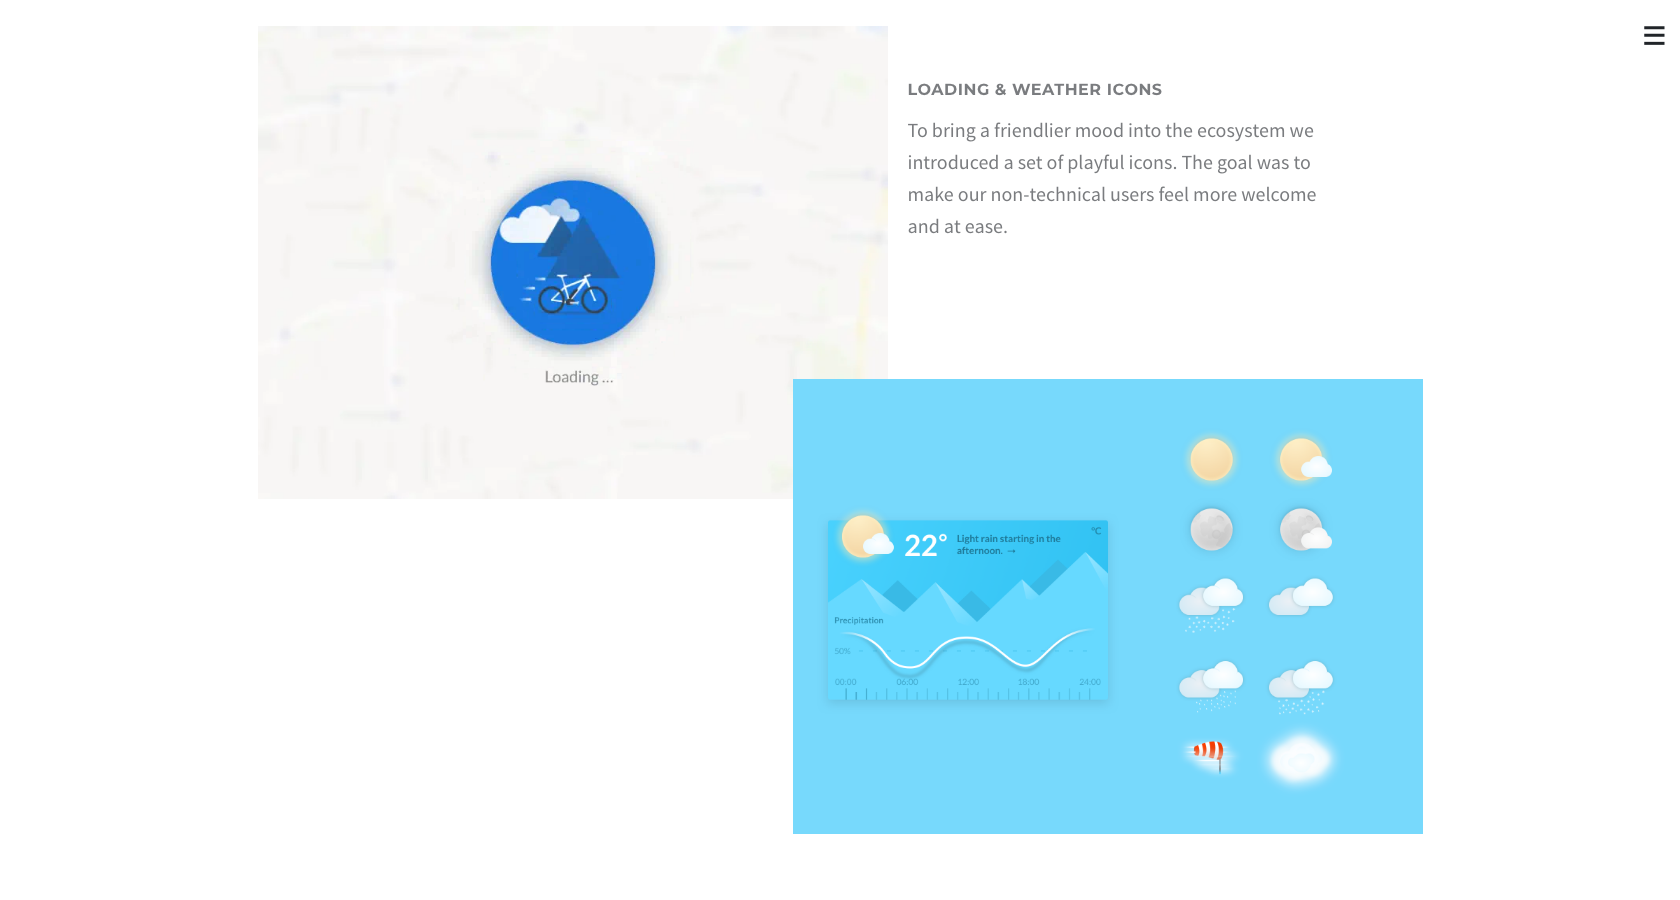 LOADING & WEATHER ICONS
To bring a friendlier mood into the ecosystem we
introduced a set of playful icons. The goal was to
make our non-technical users feel more welcome
and at ease.
Loading ...
°C
22° Light rain starting in the
afternoon. →
Precipitation
50%
00:00 06:00 12:00 18:00 24:00